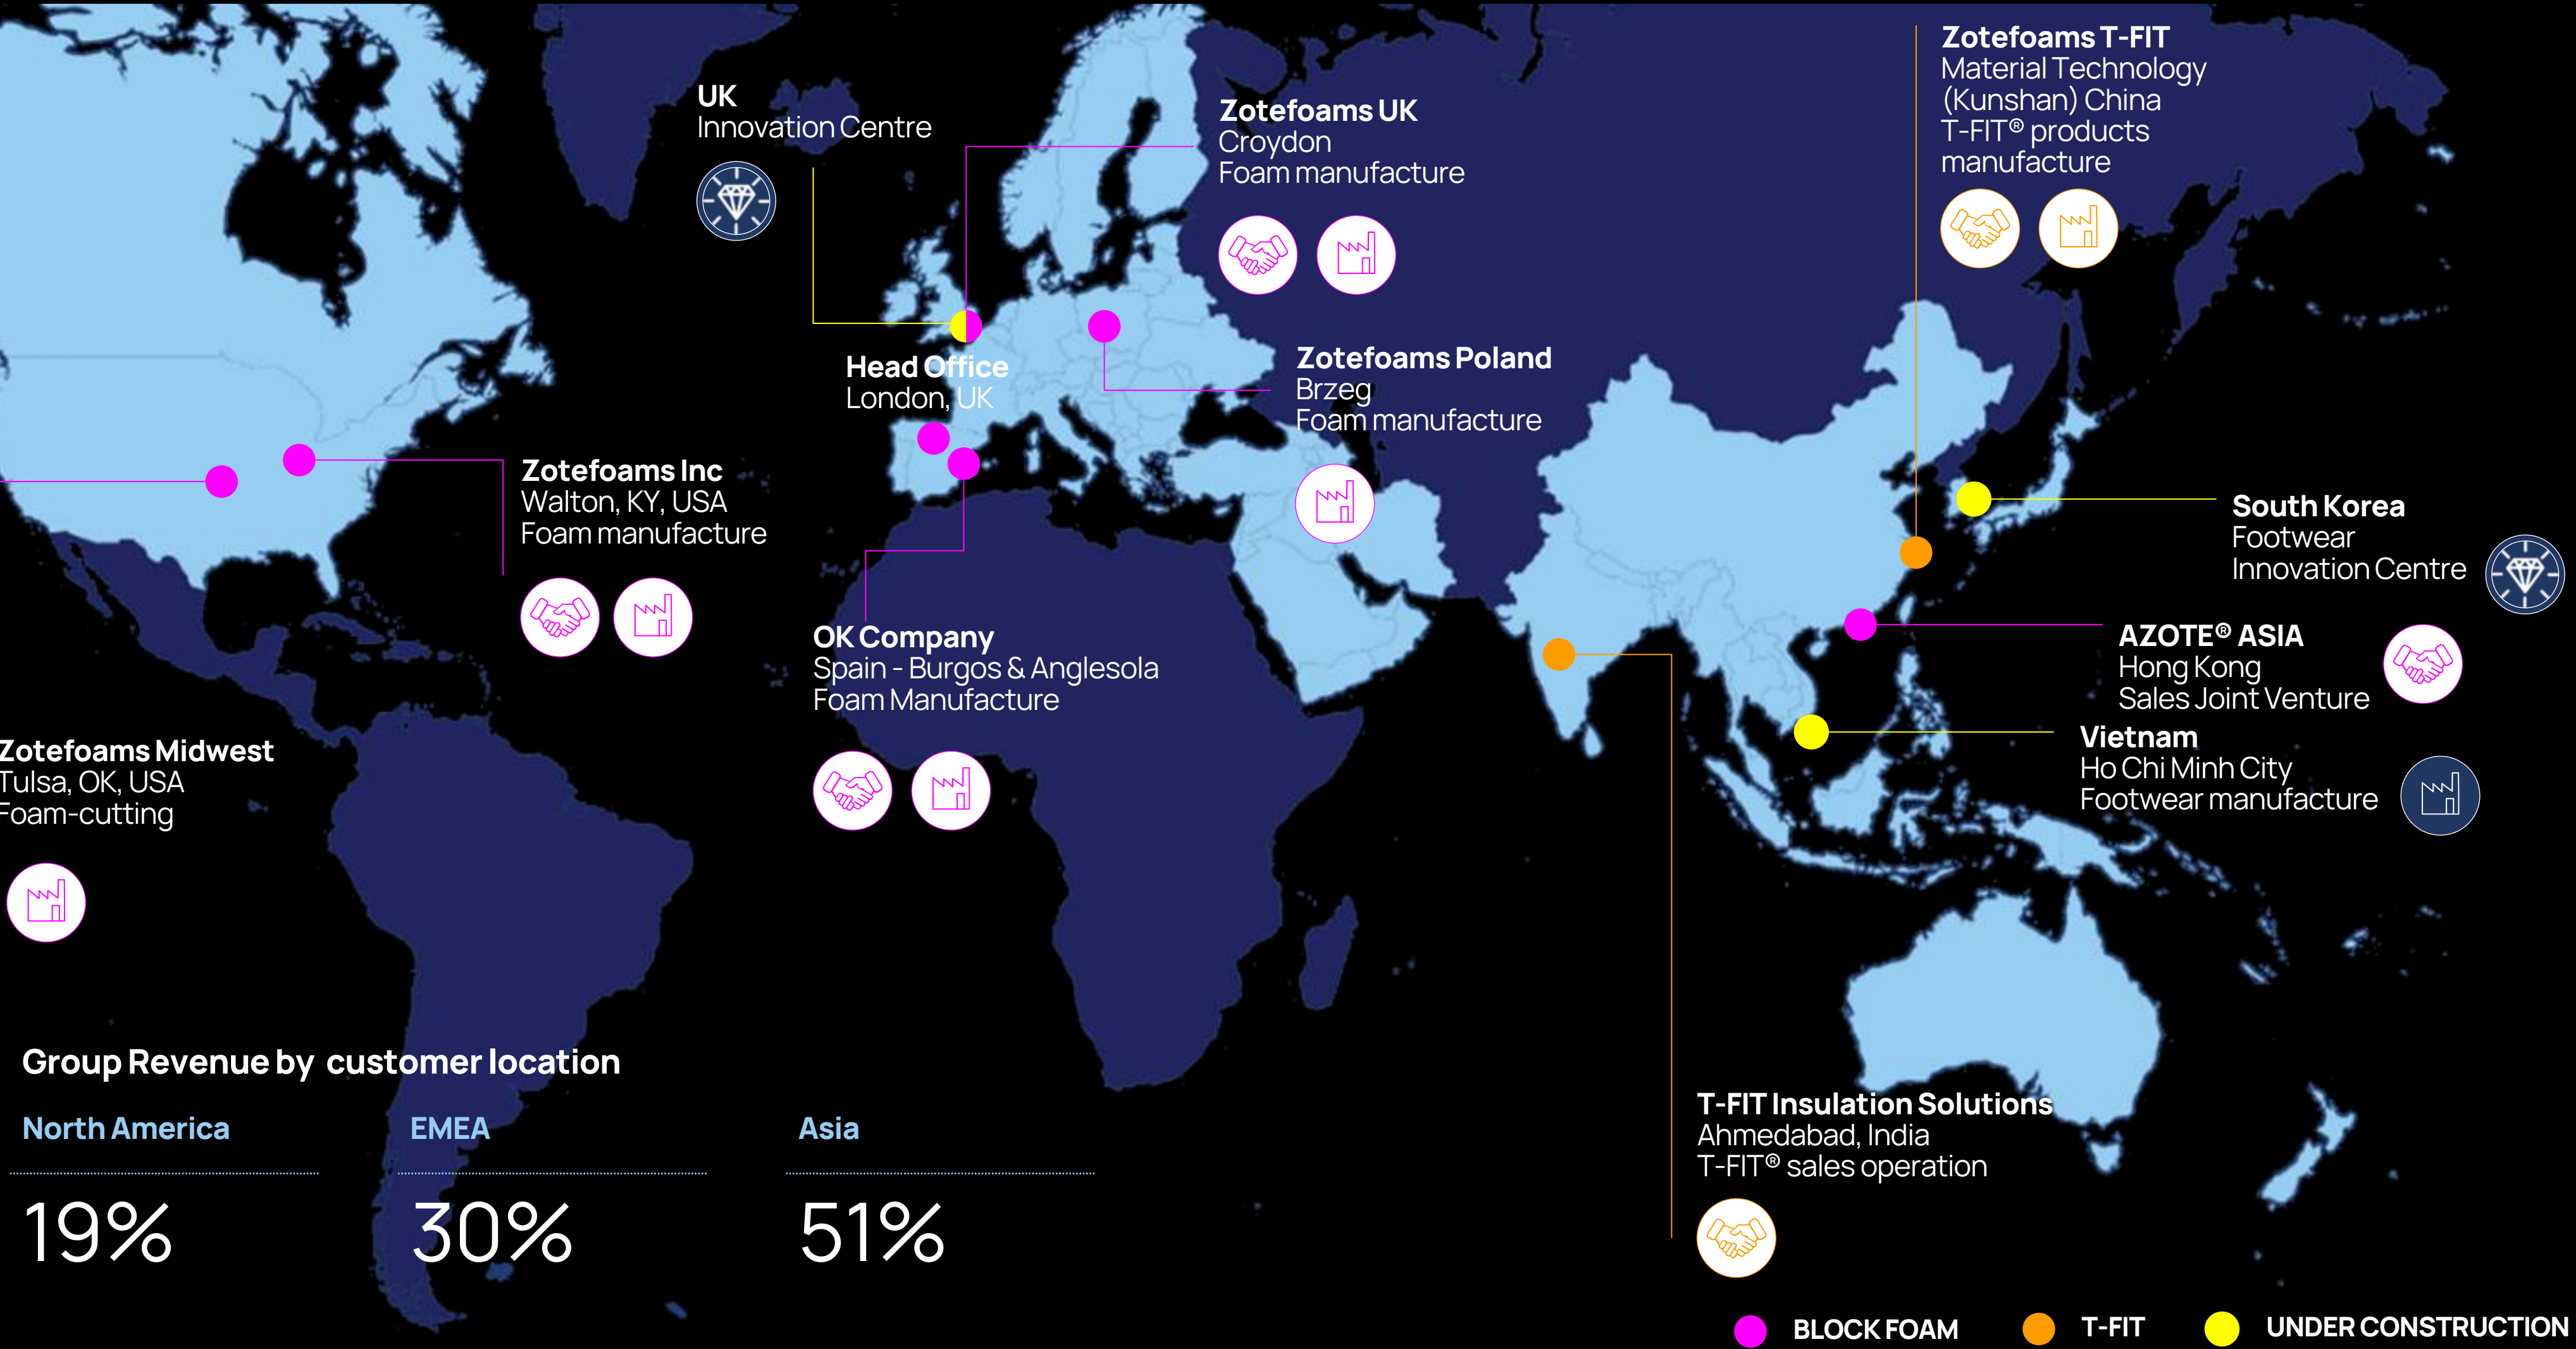 UK
Innovation Centre
Zotefoams UK
Croydon
Foam manufacture
Zotefoams T-FIT
Material Technology
(Kunshan) China
T-FIT® products
manufacture
Head Office
London, UK
Zotefoams Poland
Brzeg
Foam manufacture
Zotefoams Inc
Walton, KY, USA
Foam manufacture
South Korea
Footwear
Innovation Centre
OK Company
Spain - Burgos & Anglesola
Foam Manufacture
AZOTE® ASIA
Hong Kong
Sales Joint Venture
Vietnam
Ho Chi Minh City
Footwear manufacture
Zotefoams Midwest
Tulsa, OK, USA
Foam-cutting
Group Revenue by customer location
North America
19%
EMEA
30%
Asia
51%
T-FIT Insulation Solutions
Ahmedabad, India
T-FIT® sales operation
BLOCK FOAM
T-FIT
UNDER CONSTRUCTION